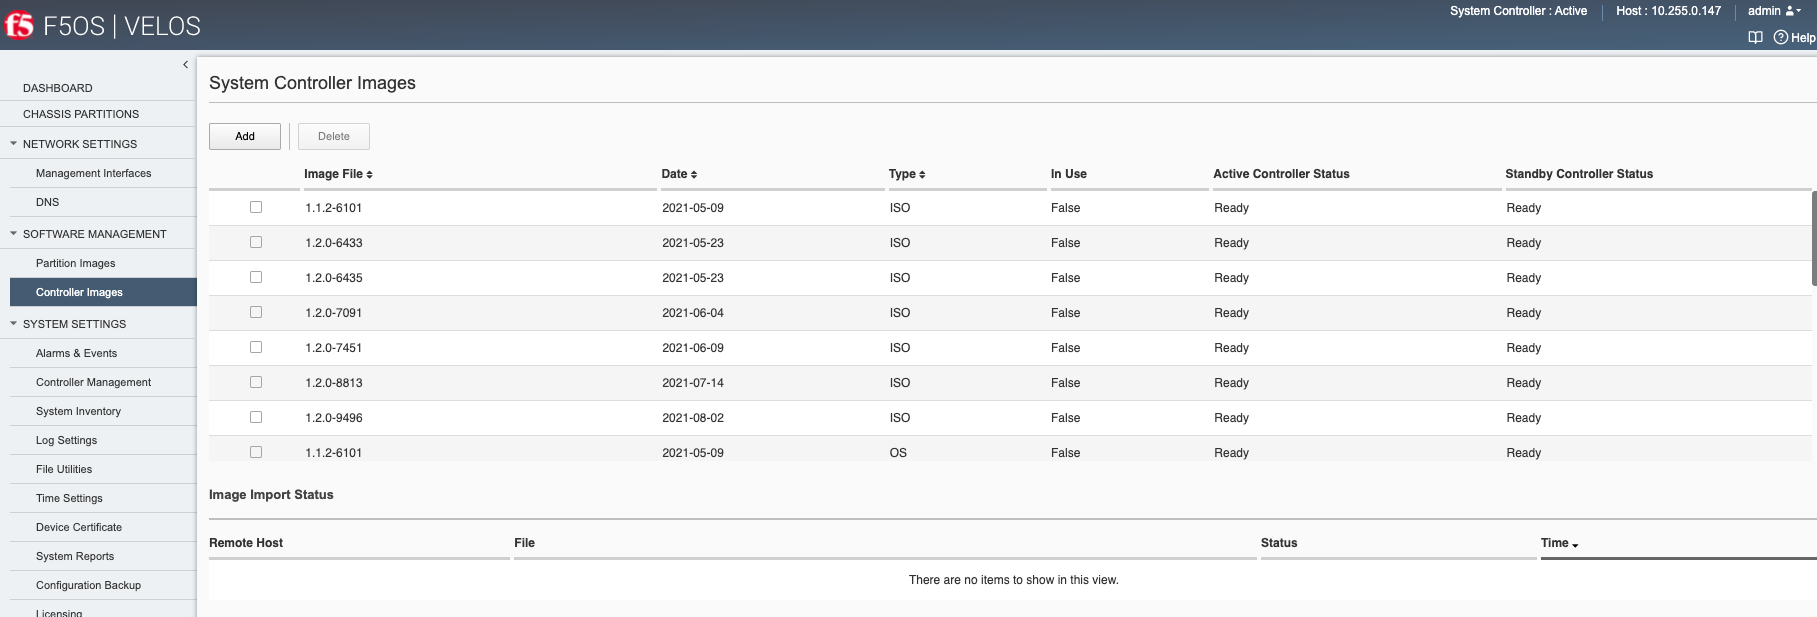 System Controller : Active Host : 10.255.0.147 admin
f5 F5OS | VELOS
Help
DASHBOARD
CHASSIS PARTITIONS
NETWORK SETTINGS
Management Interfaces
DNS
SOFTWARE MANAGEMENT
Partition Images
Controller Images
SYSTEM SETTINGS
Alarms & Events
Controller Management
System Inventory
Log Settings
File Utilities
Time Settings
Device Certificate
System Reports
Configuration Backup
Licensing
System Controller Images
Add Delete
Image File Date Type In Use Active Controller Status Standby Controller Status
1.1.2-6101 2021-05-09 ISO False Ready Ready
1.2.0-6433 2021-05-23 ISO False Ready Ready
1.2.0-6435 2021-05-23 ISO False Ready Ready
1.2.0-7091 2021-06-04 ISO False Ready Ready
1.2.0-7451 2021-06-09 ISO False Ready Ready
1.2.0-8813 2021-07-14 ISO False Ready Ready
1.2.0-9496 2021-08-02 ISO False Ready Ready
1.1.2-6101 2021-05-09 OS False Ready Ready
Image Import Status
Remote Host File Status Time
There are no items to show in this view.